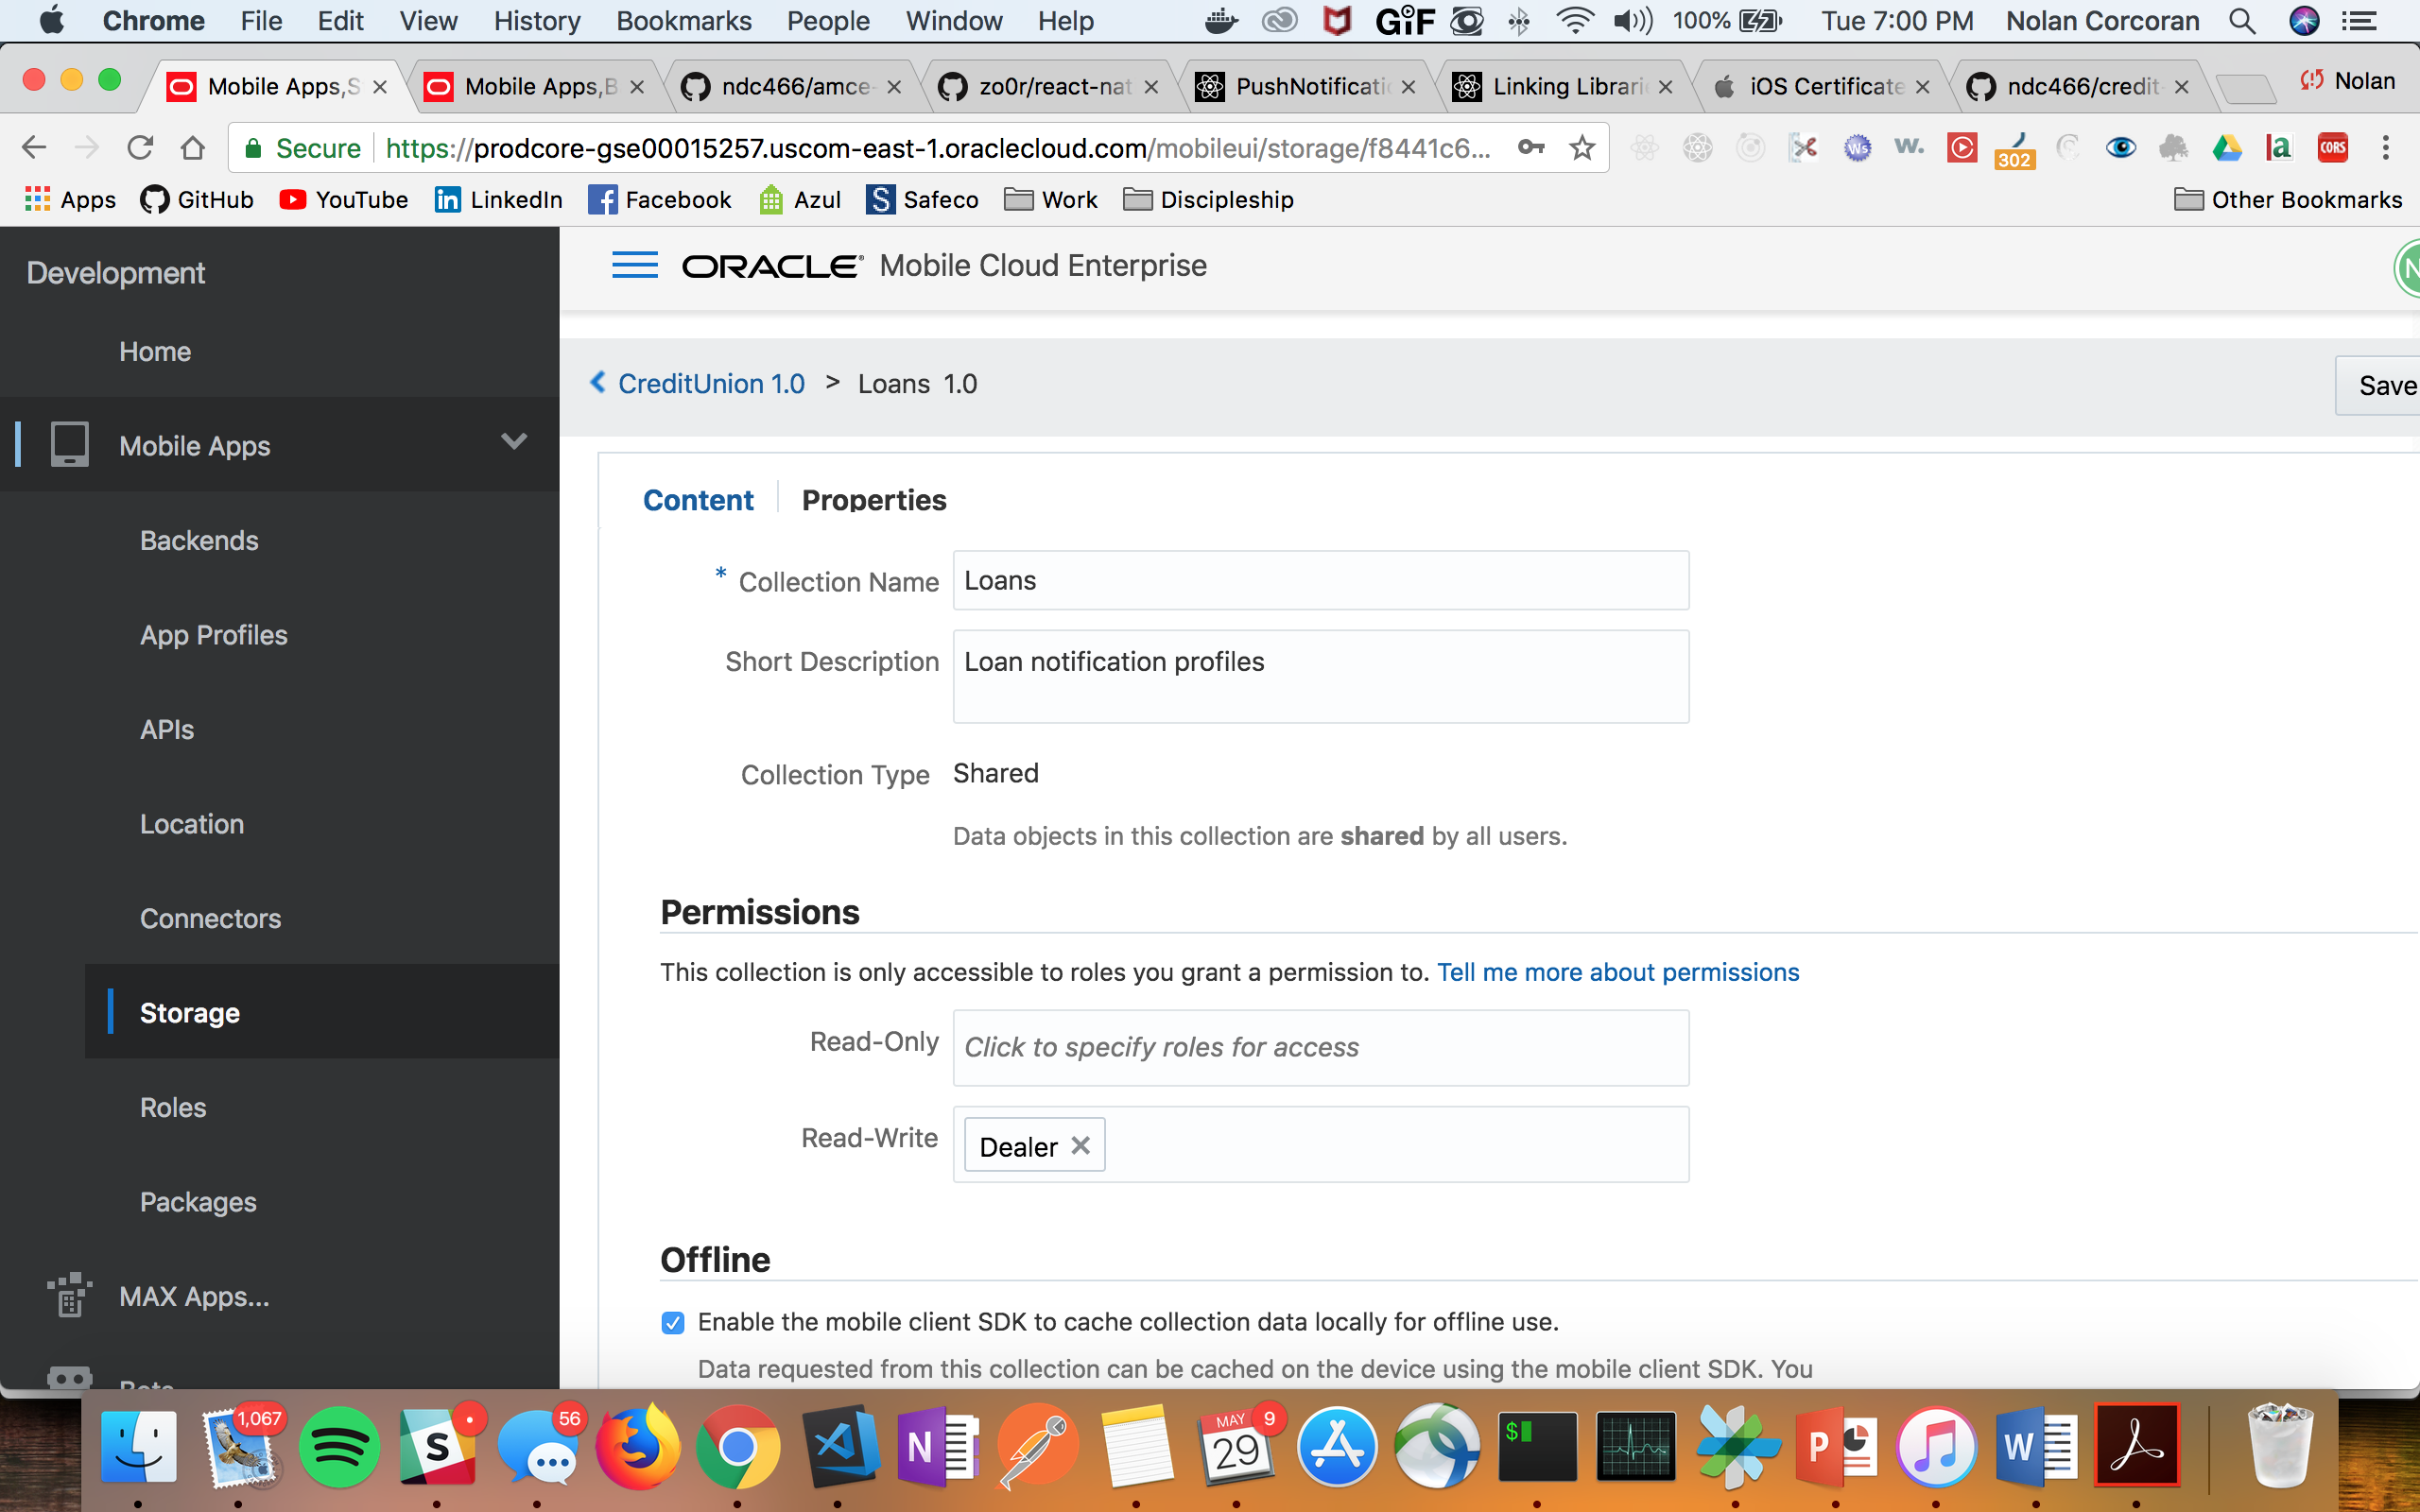 Chrome File Edit View History Bookmarks People Window Help GIF 100% Tue 7:00 PM Nolan Corcoran
Mobile Apps,S Mobile Apps,B ndc466/amce- zo0r/react-nat PushNotificati Linking Librari iOS Certificate ndc466/credit- Nolan
Secure https://prodcore-gse00015257.uscom-east-1.oraclecloud.com/mobileui/storage/f8441c6... Ws w. 302 a CORS
Apps GitHub YouTube LinkedIn Facebook Azul S Safeco Work Discipleship Other Bookmarks
Development
Home
Mobile Apps
Backends
App Profiles
APIs
Location
Connectors
Storage
Roles
Packages
MAX Apps...
Bots
ORACLE Mobile Cloud Enterprise N
CreditUnion 1.0 > Loans 1.0 Save
Content Properties
* Collection Name Loans
Short Description Loan notification profiles
Collection Type Shared
Data objects in this collection are shared by all users.
Permissions
This collection is only accessible to roles you grant a permission to. Tell me more about permissions
Read-Only Click to specify roles for access
Read-Write Dealer
Offline
Enable the mobile client SDK to cache collection data locally for offline use.
Data requested from this collection can be cached on the device using the mobile client SDK. You
1,067 S 56 N MAY 29 9 $ P W